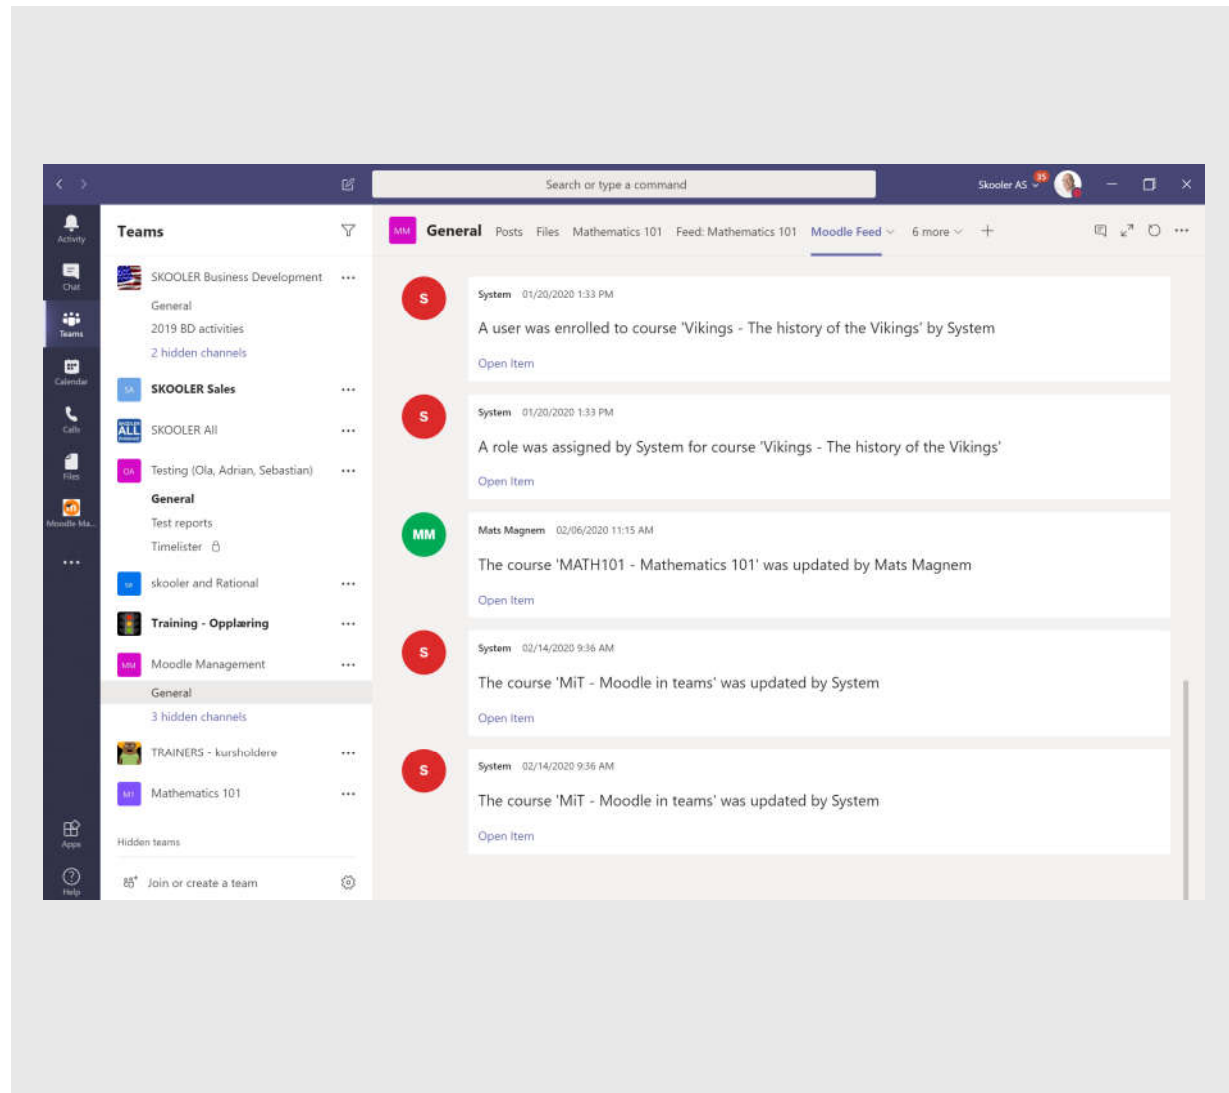 Search or type a command
Skooler AS
35
Activity
Chat
Teams
Calendar
Calls
Files
Moodle Ma...
Apps
Help
Teams
SKOOLER Business Development
General
2019 BD activities
2 hidden channels
SA
SKOOLER Sales
ALL
SKOOLER All
OA
Testing (Ola, Adrian, Sebastian)
General
Test reports
Timelister
skooler and Rational
Training - Opplæring
MM
Moodle Management
General
3 hidden channels
TRAINERS - kursholdere
M1
Mathematics 101
Hidden teams
Join or create a team
MM General Posts Files Mathematics 101 Feed: Mathematics 101 Moodle Feed 6 more
S
System 01/20/2020 1:33 PM
A user was enrolled to course 'Vikings - The history of the Vikings' by System
Open Item
S
System 01/20/2020 1:33 PM
A role was assigned by System for course 'Vikings - The history of the Vikings'
Open Item
MM
Mats Magnem 02/06/2020 11:15 AM
The course 'MATH101 - Mathematics 101' was updated by Mats Magnem
Open Item
S
System 02/14/2020 9:36 AM
The course 'MiT - Moodle in teams' was updated by System
Open Item
S
System 02/14/2020 9:36 AM
The course 'MiT - Moodle in teams' was updated by System
Open Item